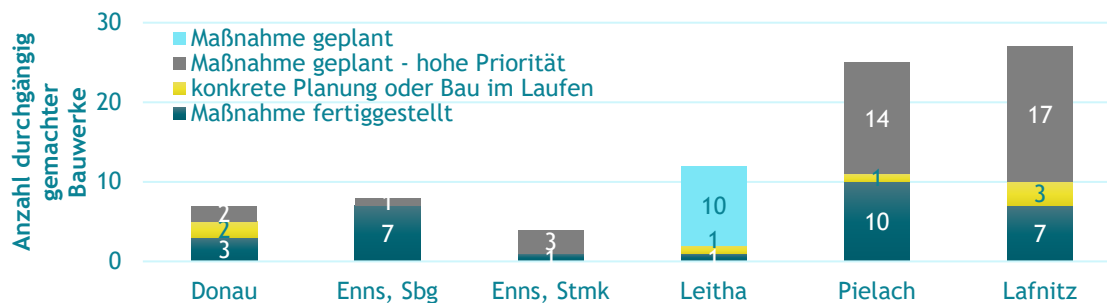 Anzahl durchgängig
gemachter
Bauwerke
30
20
10
0
Maßnahme geplant
Maßnahme geplant - hohe Priorität
konkrete Planung oder Bau im Laufen
Maßnahme fertiggestellt
2
2
3
1
7
3
1
10
1
1
14
1
10
17
3
7
Donau
Enns, Sbg
Enns, Stmk
Leitha
Pielach
Lafnitz